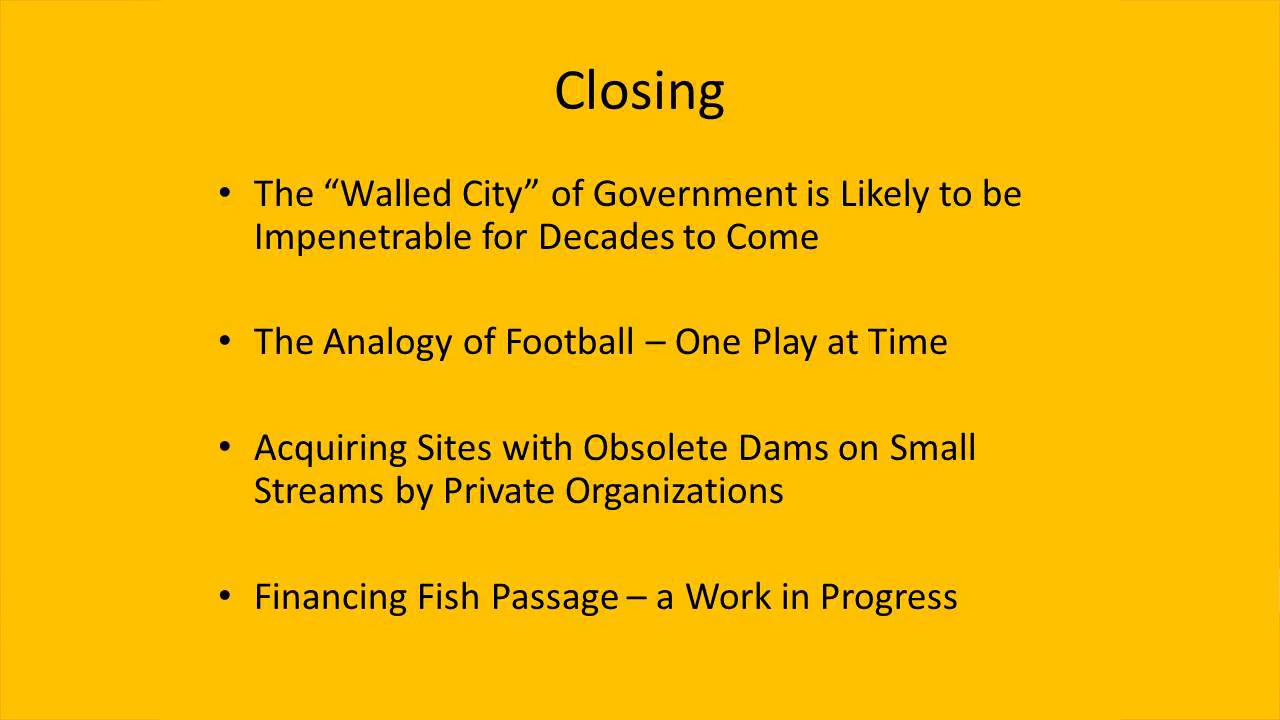 Closing
• The “Walled City” of Government is Likely to be
Impenetrable for Decades to Come
• The Analogy of Football – One Play at Time
• Acquiring Sites with Obsolete Dams on Small
Streams by Private Organizations
• Financing Fish Passage – a Work in Progress